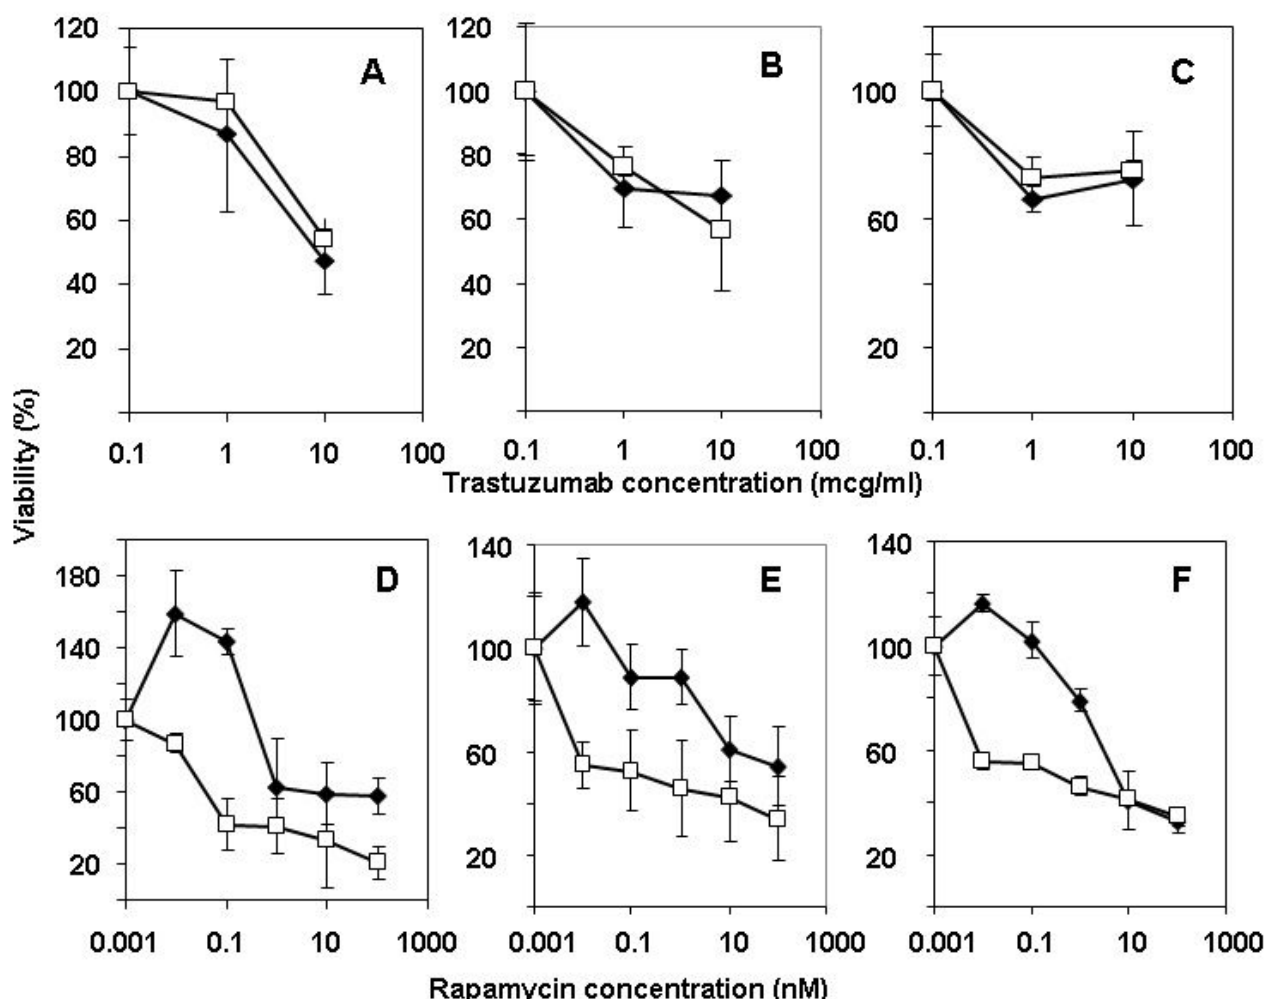 120 120 100
A B C
100 100
80 80
60 60 60
40 40
20 20 20
0.1 1 10 100 0.1 1 10 100 0.1 1 10 100
Trastuzumab concentration (mcg/ml)
Viability (%)
140 140
180 D E F
140 100 100
100
60 60 60
20 20 20
0.001 0.1 10 1000 0.001 0.1 10 1000 0.001 0.1 10 1000
Rapamycin concentration (nM)